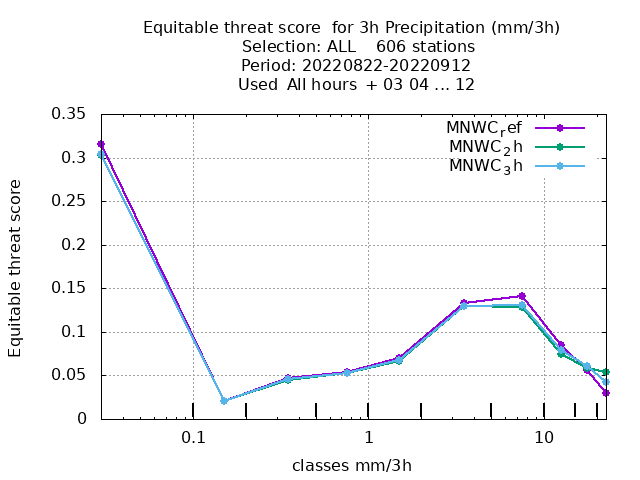 Equitable threat score  for 3h Precipitation (mm/3h)
Selection: ALL    606 stations
Period: 20220822-20220912
Used  All hours  + 03 04 ... 12
MNWC_ref
MNWC_2h
MNWC_3h
0.35
0.3
0.25
0.2
0.15
0.1
0.05
0
Equitable threat score
0.1
1
10
classes mm/3h